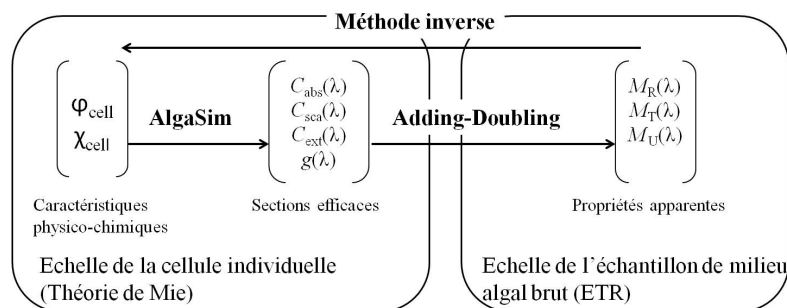 Méthode inverse
φcell
χcell
AlgaSim
Cabs(λ)
Csca(λ)
Cext(λ)
g(λ)
Adding-Doubling
MR(λ)
MT(λ)
MU(λ)
Caractéristiques
physico-chimiques
Sections efficaces
Propriétés apparentes
Echelle de la cellule individuelle
(Théorie de Mie)
Echelle de l’échantillon de milieu
algal brut (ETR)